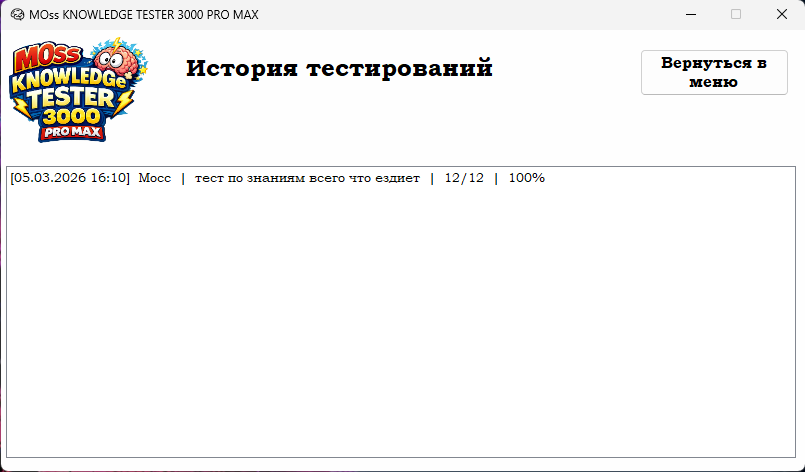 MOss KNOWLEDGE TESTER 3000 PRO MAX
MOss
KNOWLEDGe
TESTER
3000
PRO MAX
История тестирований
Вернуться в
меню
[05.03.2026 16:10] Мосс | тест по знаниям всего что ездиет | 12/12 | 100%